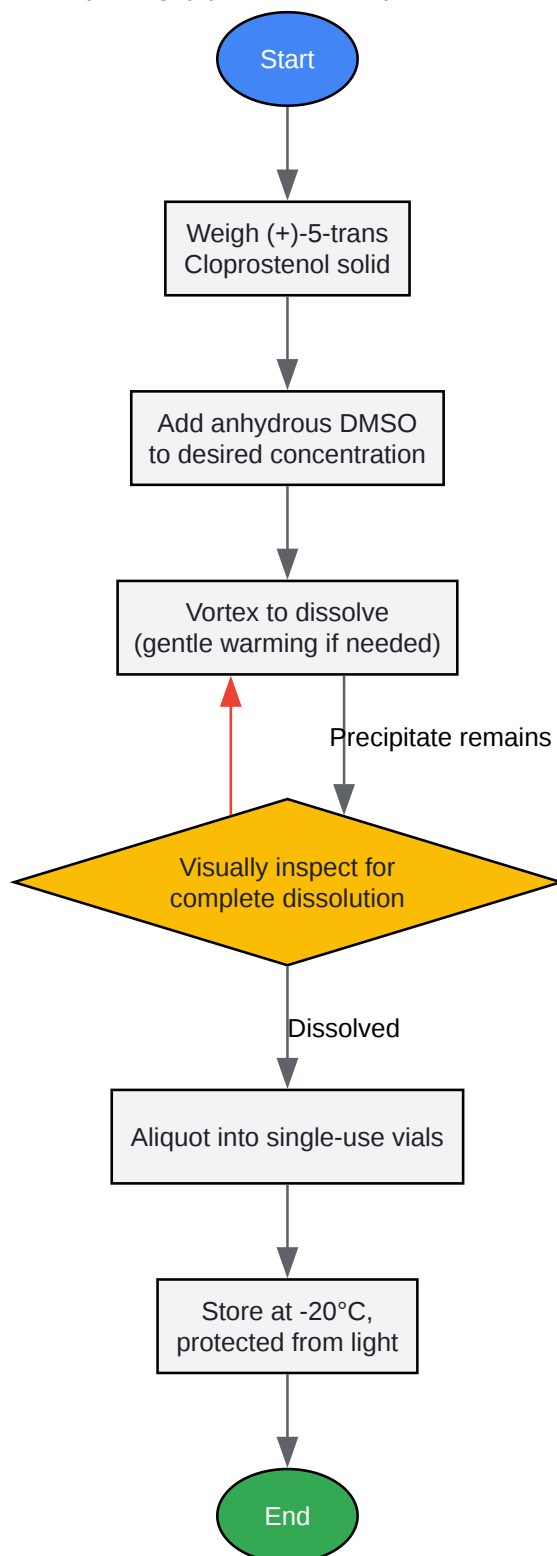 Start
Weigh (+)-5-trans
Cloprostenol solid
Add anhydrous DMSO
to desired concentration
Vortex to dissolve
(gentle warming if needed)
Precipitate remains
Visually inspect for
complete dissolution
Dissolved
Aliquot into single-use vials
Store at -20°C,
protected from light
End